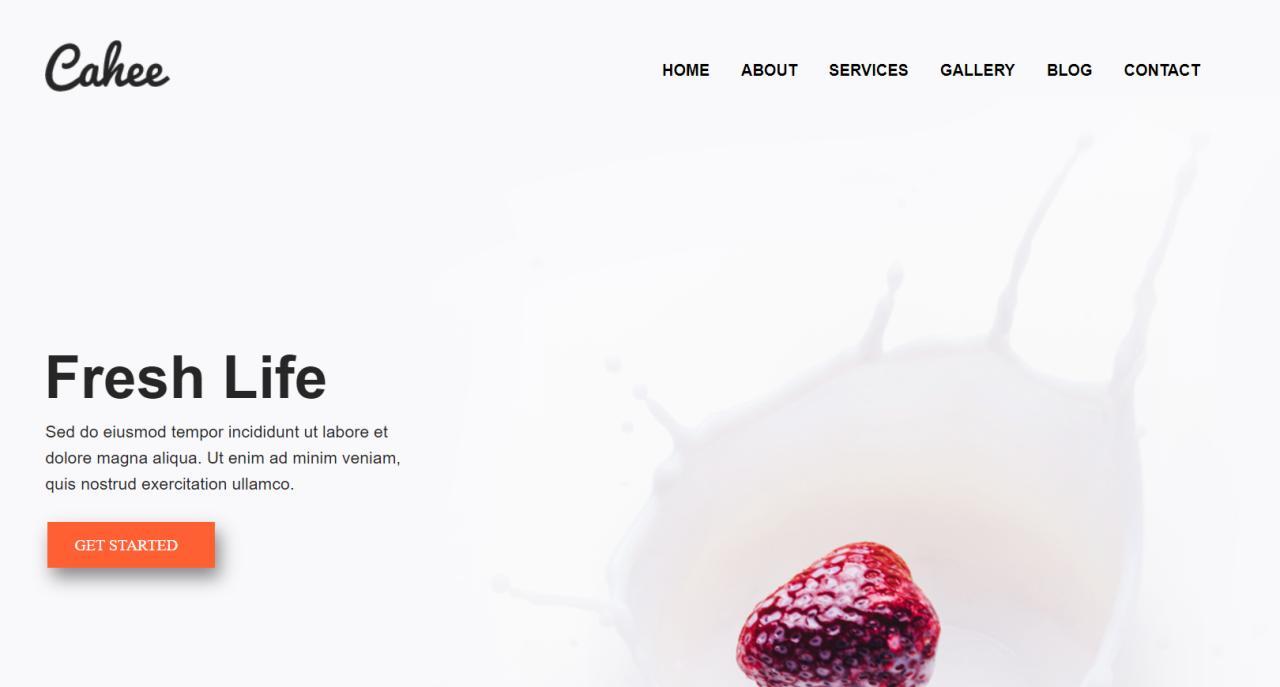 Cahee
HOME ABOUT SERVICES GALLERY BLOG CONTACT
Fresh Life
Sed do eiusmod tempor incididunt ut labore et
dolore magna aliqua. Ut enim ad minim veniam,
quis nostrud exercitation ullamco.
GET STARTED